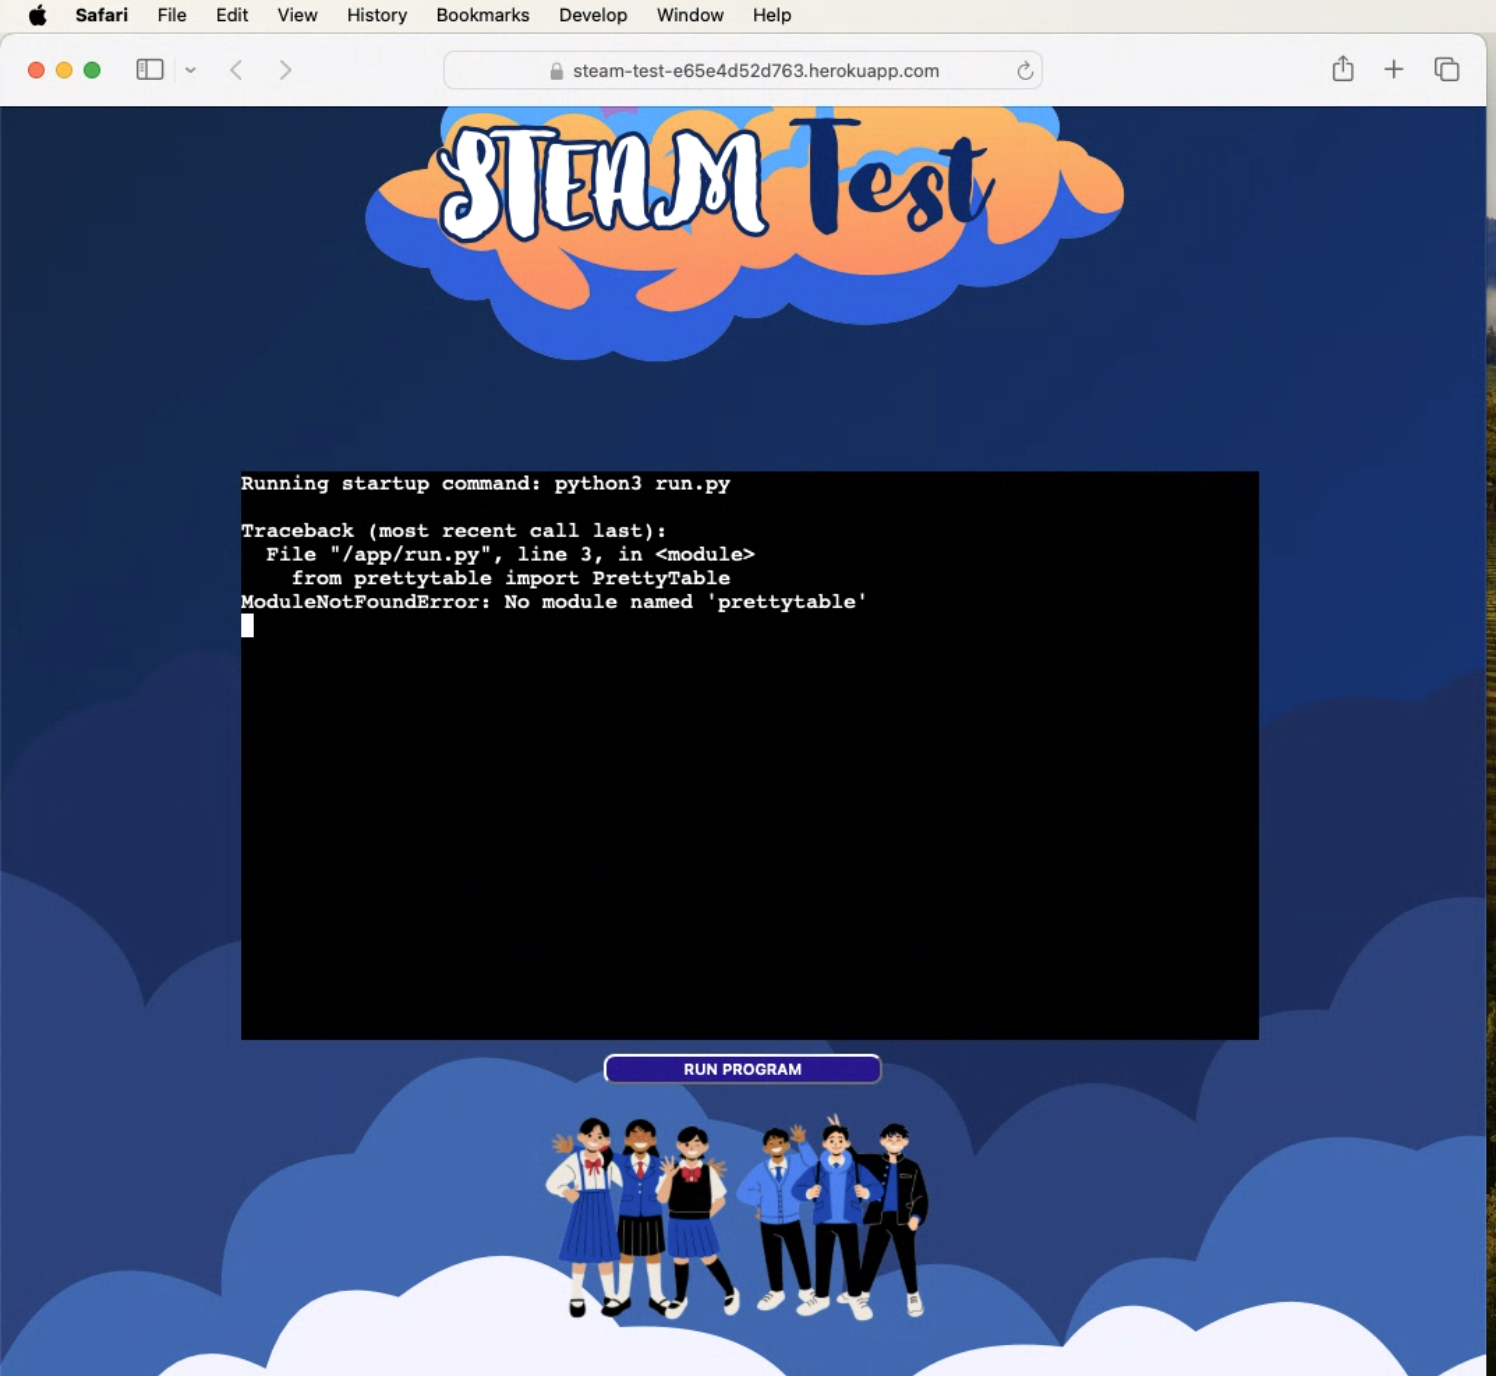 Safari File Edit View History Bookmarks Develop Window Help
steam-test-e65e4d52d763.herokuapp.com
STEAM Test
Running startup command: python3 run.py
Traceback (most recent call last):
  File "/app/run.py", line 3, in <module>
    from prettytable import PrettyTable
ModuleNotFoundError: No module named 'prettytable'
RUN PROGRAM